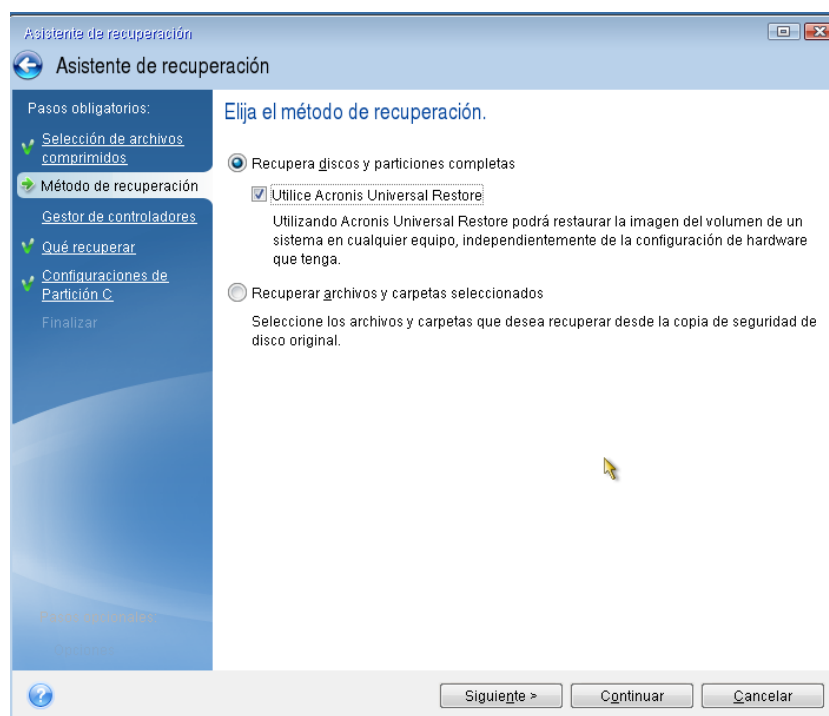 Asistente de recuperación
Asistente de recuperación
Pasos obligatorios:
Selección de archivos
comprimidos
Método de recuperación
Gestor de controladores
Qué recuperar
Configuraciones de
Partición C
Finalizar
Elija el método de recuperación.
Recupera discos y particiones completas
Utilice Acronis Universal Restore
Utilizando Acronis Universal Restore podrá restaurar la imagen del volumen de un
sistema en cualquier equipo, independientemente de la configuración de hardware
que tenga.
Recuperar archivos y carpetas seleccionados
Seleccione los archivos y carpetas que desea recuperar desde la copia de seguridad de
disco original.
Siguiente >
Continuar
Cancelar